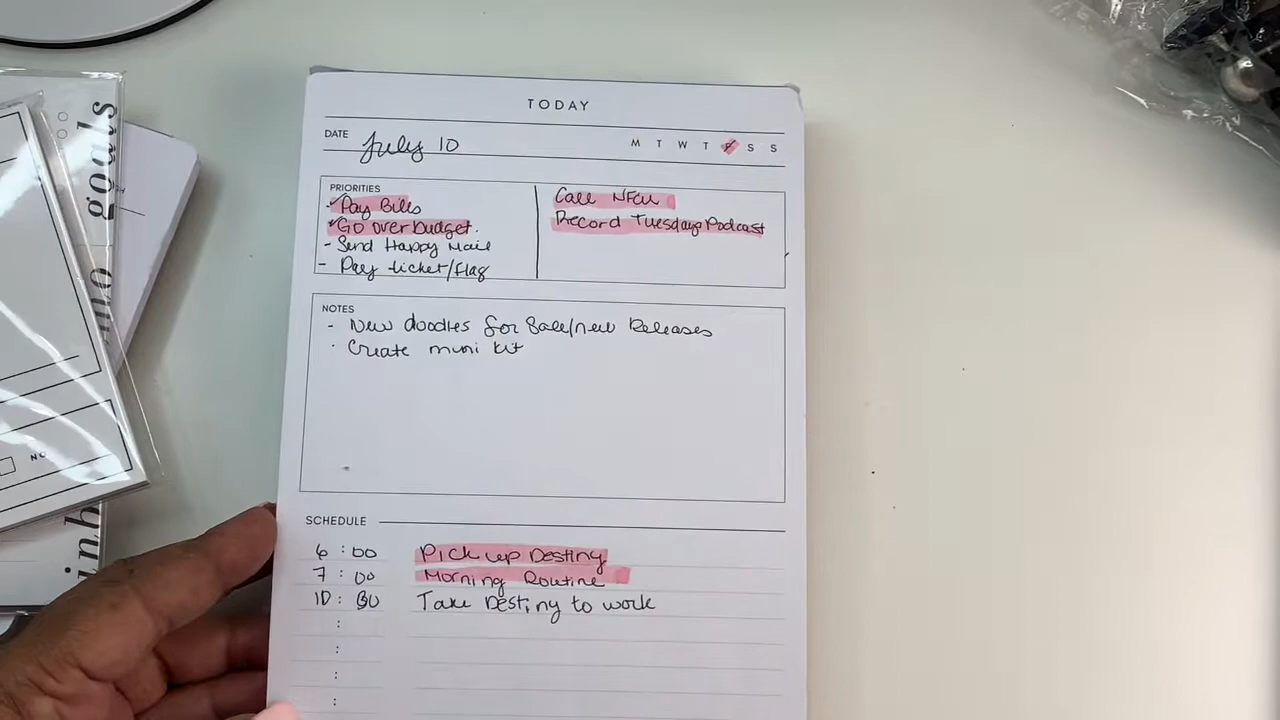 TODAY
DATE July 10
M T W T F S S
PRIORITIES
- Pay Bills
- Go over budget.
- Send Happy Mail
- Pay ticket/flag
Call NFCU
Record Tuesdays Podcast
NOTES
- New doodles for Sale/new Releases
- Create mini kit
SCHEDULE
6:00 Pick up Destiny
7:00 Morning Routine
10: Take Destiny to work
:
:
:
:
goals